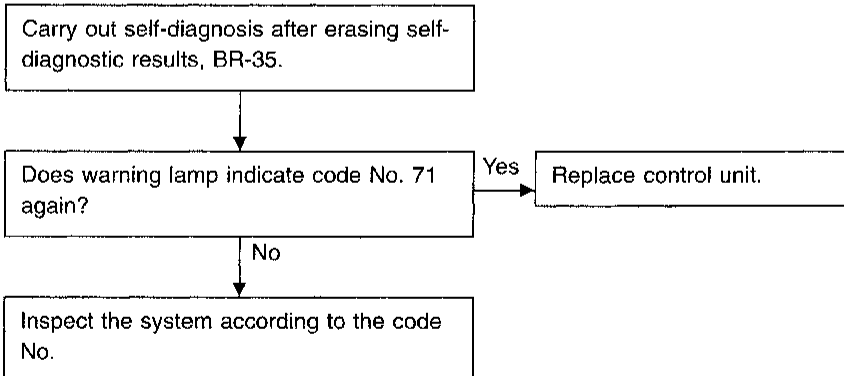 Carry out self-diagnosis after erasing self-
diagnostic results, BR-35.
Does warning lamp indicate code No. 71
again?
Yes
Replace control unit.
No
Inspect the system according to the code
No.